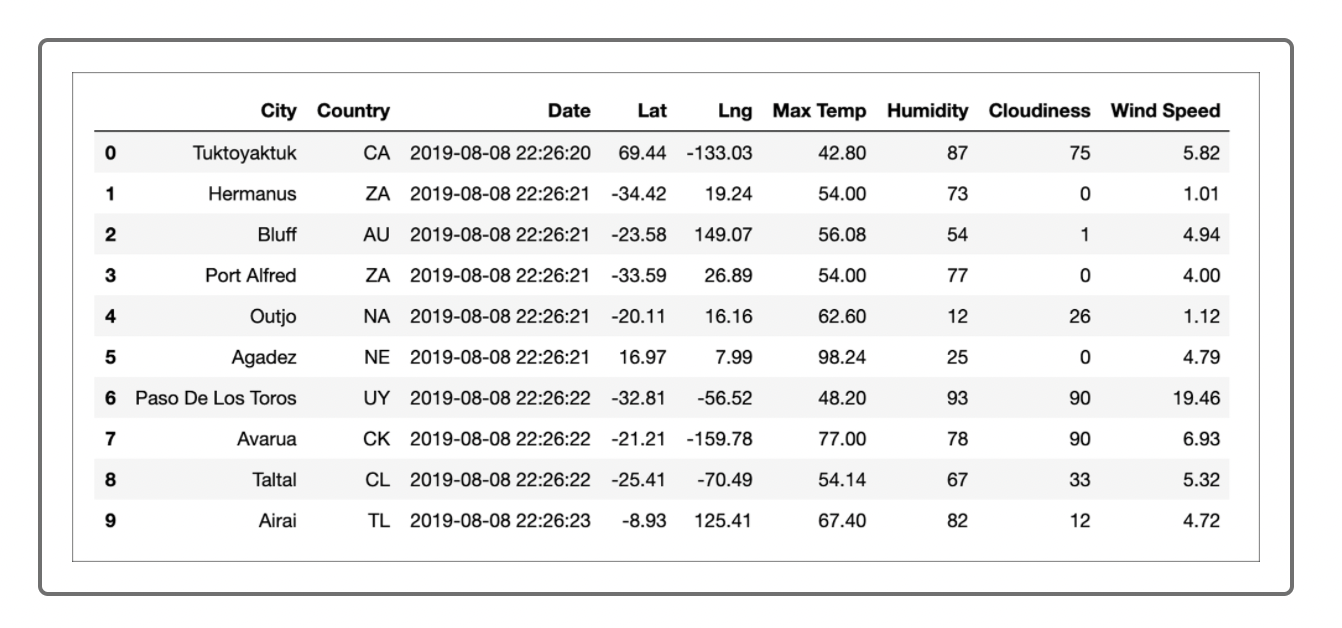 City Country Date Lat Lng Max Temp Humidity Cloudiness Wind Speed
0 Tuktoyaktuk CA 2019-08-08 22:26:20 69.44 -133.03 42.80 87 75 5.82
1 Hermanus ZA 2019-08-08 22:26:21 -34.42 19.24 54.00 73 0 1.01
2 Bluff AU 2019-08-08 22:26:21 -23.58 149.07 56.08 54 1 4.94
3 Port Alfred ZA 2019-08-08 22:26:21 -33.59 26.89 54.00 77 0 4.00
4 Outjo NA 2019-08-08 22:26:21 -20.11 16.16 62.60 12 26 1.12
5 Agadez NE 2019-08-08 22:26:21 16.97 7.99 98.24 25 0 4.79
6 Paso De Los Toros UY 2019-08-08 22:26:22 -32.81 -56.52 48.20 93 90 19.46
7 Avarua CK 2019-08-08 22:26:22 -21.21 -159.78 77.00 78 90 6.93
8 Taltal CL 2019-08-08 22:26:22 -25.41 -70.49 54.14 67 33 5.32
9 Airai TL 2019-08-08 22:26:23 -8.93 125.41 67.40 82 12 4.72